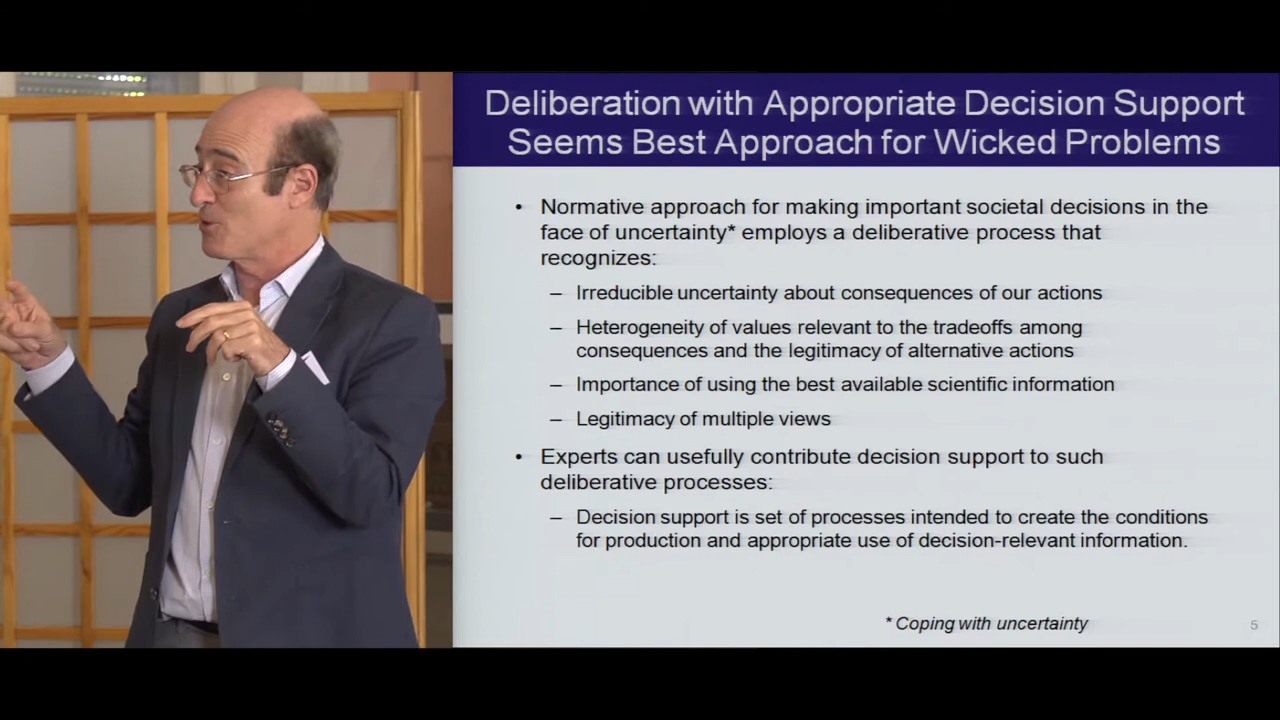 Deliberation with Appropriate Decision Support
Seems Best Approach for Wicked Problems
• Normative approach for making important societal decisions in the
face of uncertainty* employs a deliberative process that
recognizes:
– Irreducible uncertainty about consequences of our actions
– Heterogeneity of values relevant to the tradeoffs among
consequences and the legitimacy of alternative actions
– Importance of using the best available scientific information
– Legitimacy of multiple views
• Experts can usefully contribute decision support to such
deliberative processes:
– Decision support is set of processes intended to create the conditions
for production and appropriate use of decision-relevant information.
* Coping with uncertainty
5